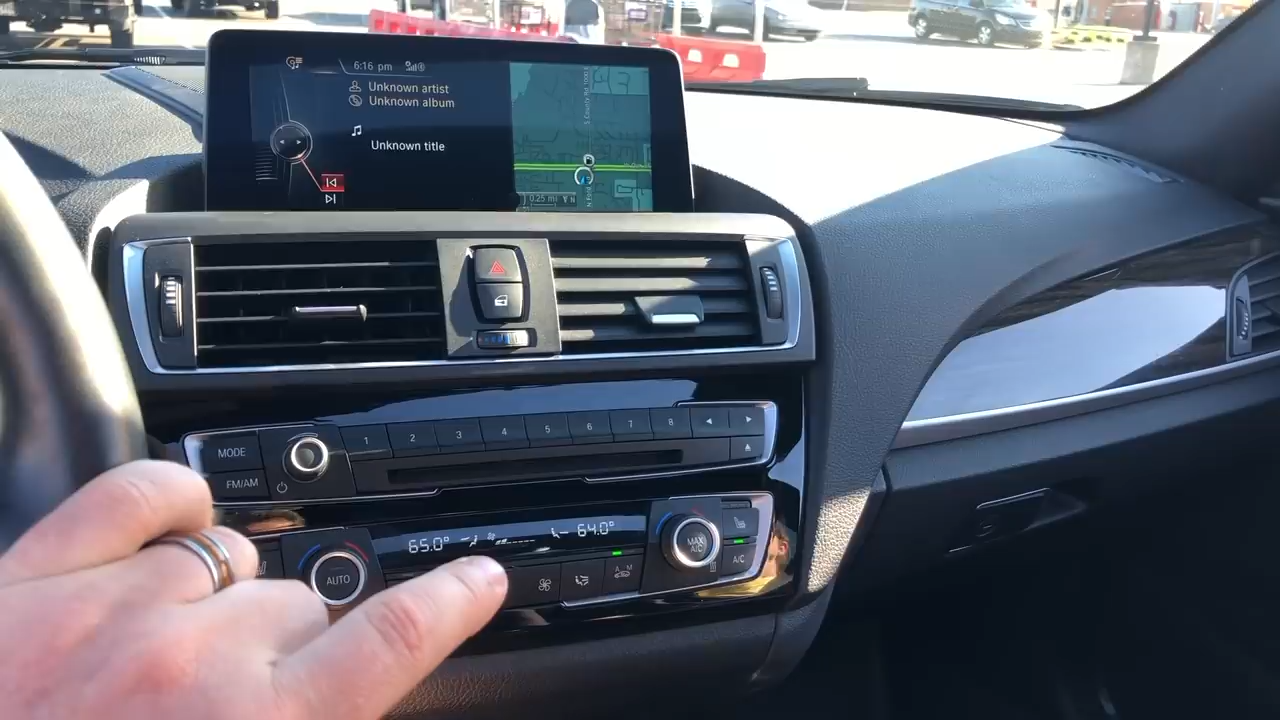 6:16 pm
Unknown artist
Unknown album
Unknown title
0.25 mi
N
MODE
1
2
3
4
5
6
7
8
FM/AM
65.0°
64.0°
AUTO
MAX
A/C
A
M
A/C